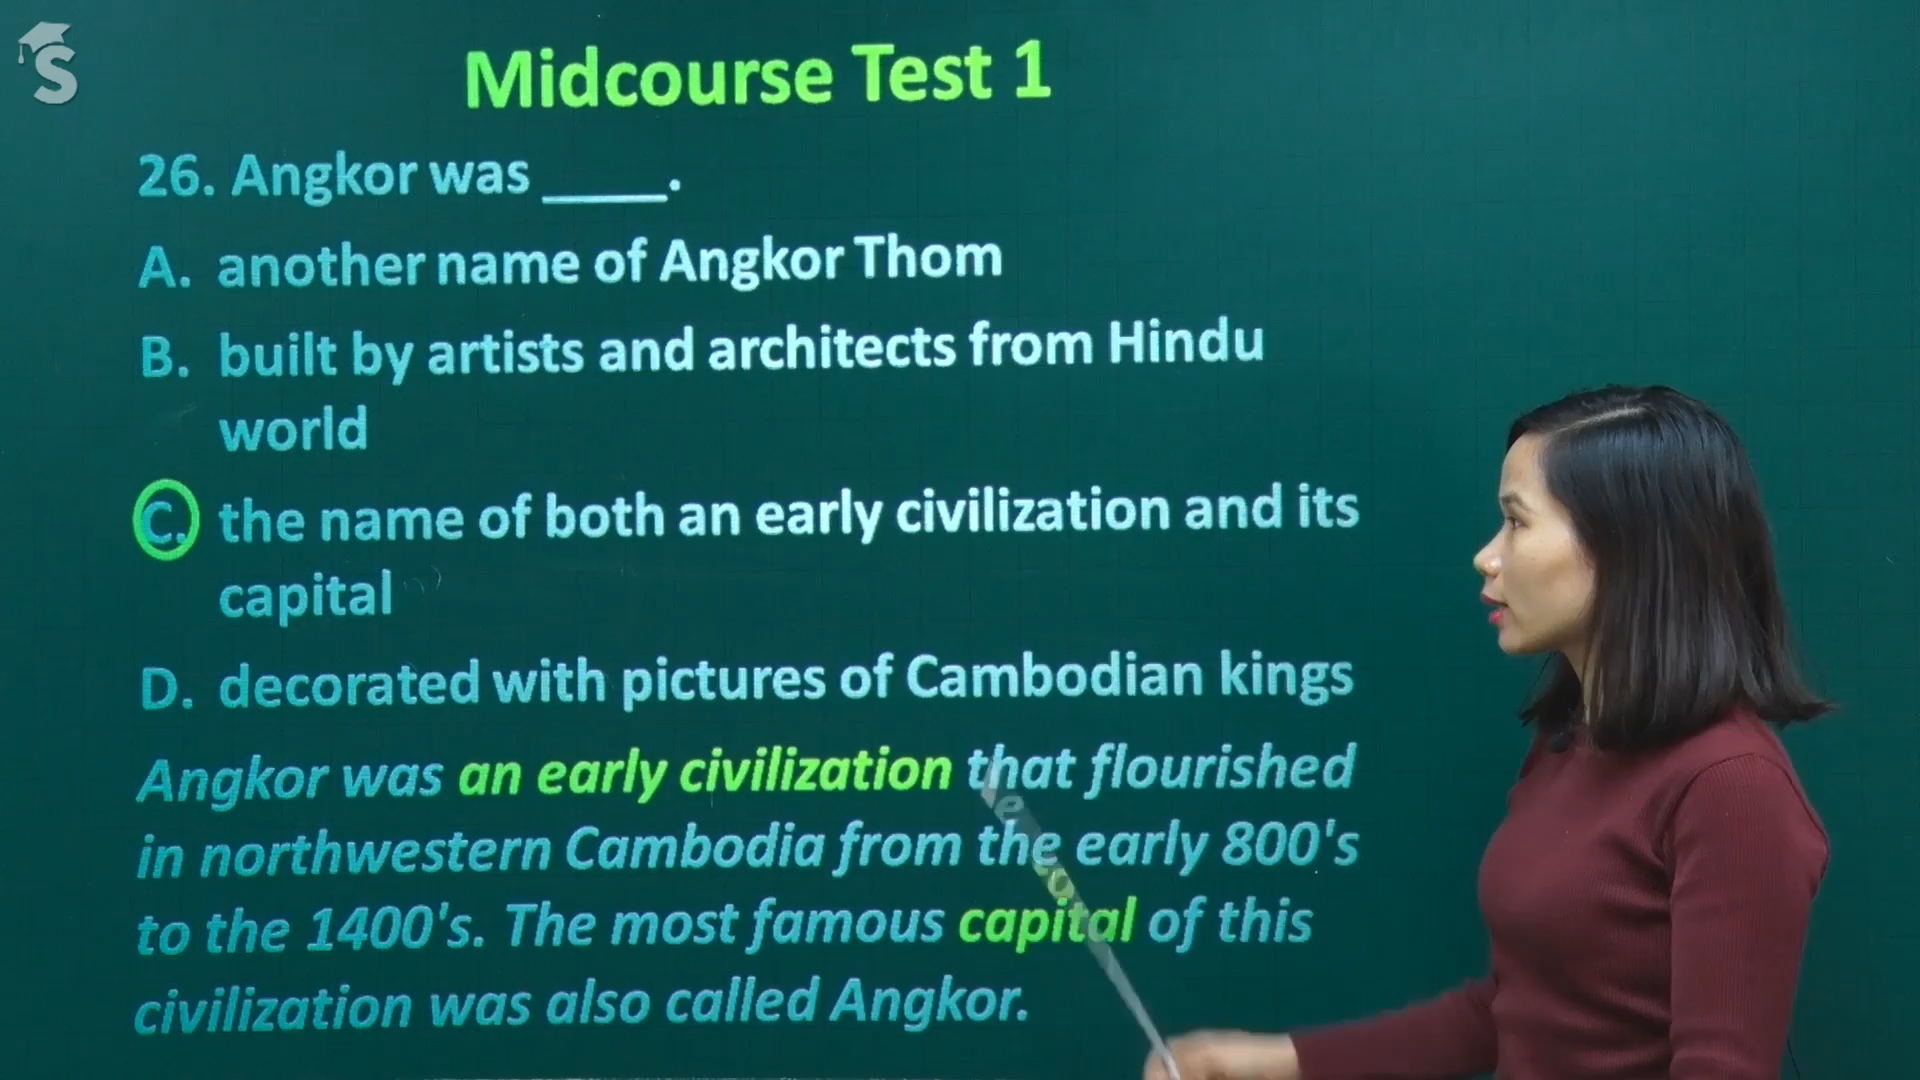 S
Midcourse Test 1
26. Angkor was ____.
A. another name of Angkor Thom
B. built by artists and architects from Hindu
world
C. the name of both an early civilization and its
capital
D. decorated with pictures of Cambodian kings
Angkor was an early civilization that flourished
in northwestern Cambodia from the early 800's
to the 1400's. The most famous capital of this
civilization was also called Angkor.